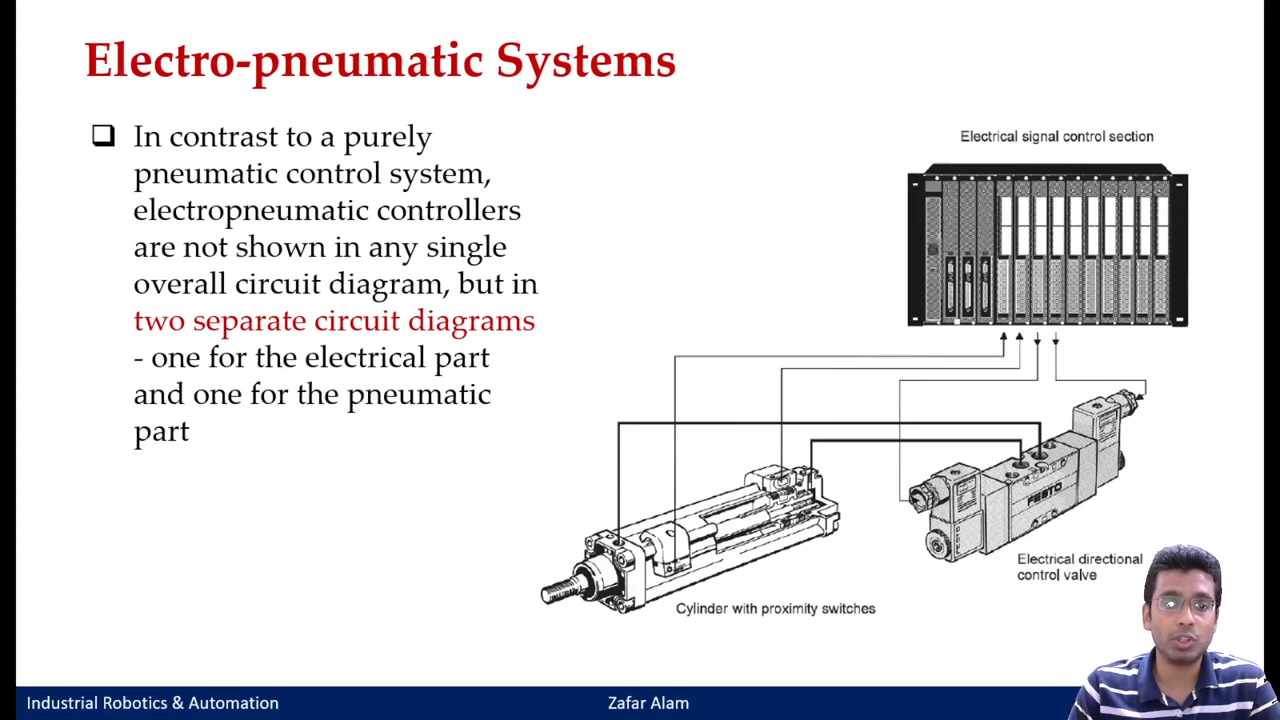 Electro-pneumatic Systems
In contrast to a purely
pneumatic control system,
electropneumatic controllers
are not shown in any single
overall circuit diagram, but in
two separate circuit diagrams
- one for the electrical part
and one for the pneumatic
part
Electrical signal control section
FESTO
Electrical directional
control valve
Cylinder with proximity switches
Industrial Robotics & Automation
Zafar Alam